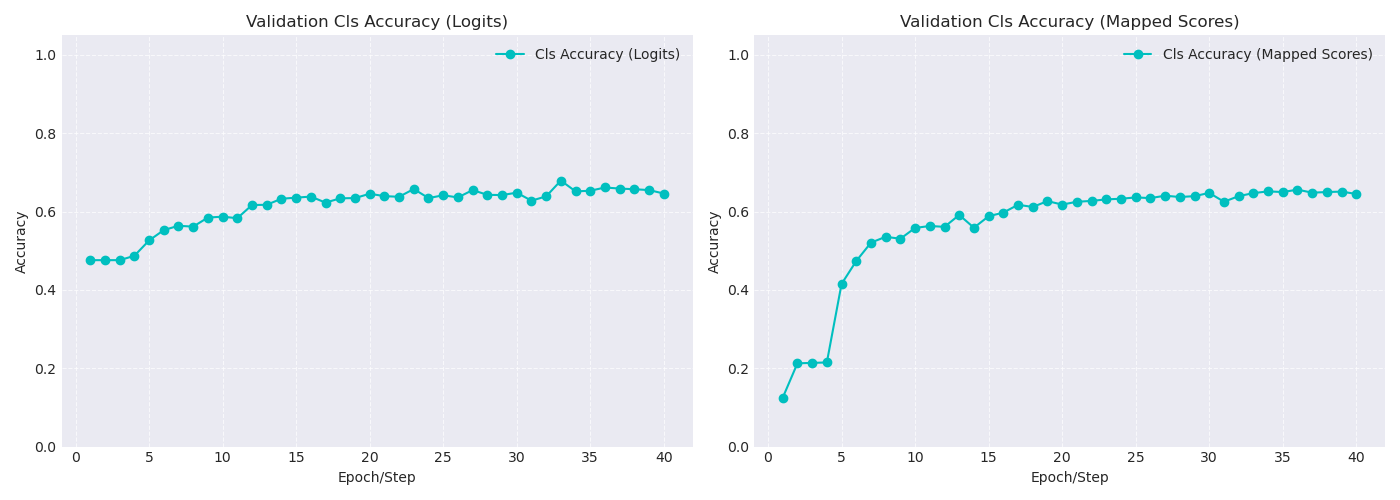 Validation Cls Accuracy (Logits)
Cls Accuracy (Logits)
Accuracy
1.0
0.8
0.6
0.4
0.2
0.0
0 5 10 15 20 25 30 35 40
Epoch/Step
Validation Cls Accuracy (Mapped Scores)
Cls Accuracy (Mapped Scores)
Accuracy
1.0
0.8
0.6
0.4
0.2
0.0
0 5 10 15 20 25 30 35 40
Epoch/Step